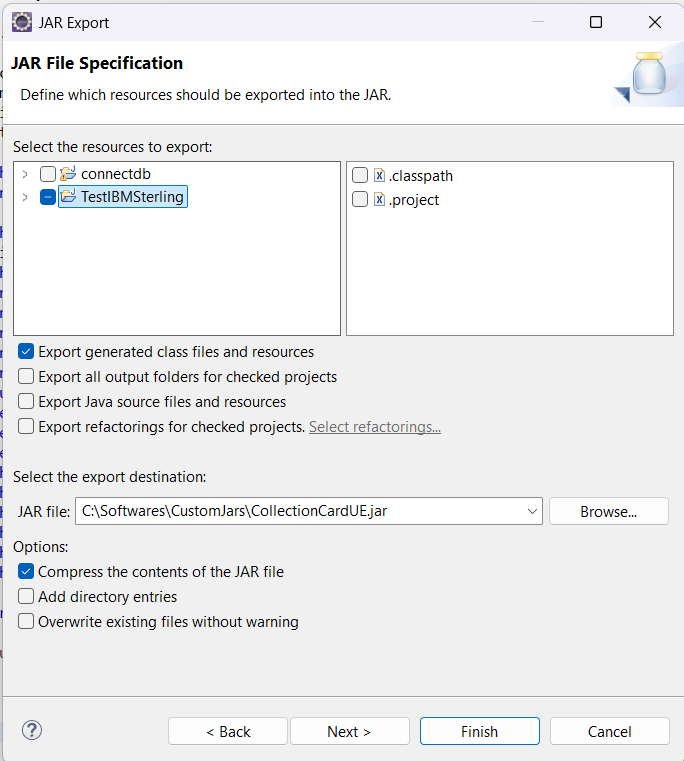 JAR Export
JAR File Specification
Define which resources should be exported into the JAR.
Select the resources to export:
connectdb
TestIBMSterling
.classpath
.project
Export generated class files and resources
Export all output folders for checked projects
Export Java source files and resources
Export refactorings for checked projects. Select refactorings...
Select the export destination:
JAR file: C:\Softwares\CustomJars\CollectionCardUE.jar Browse...
Options:
Compress the contents of the JAR file
Add directory entries
Overwrite existing files without warning
< Back Next > Finish Cancel